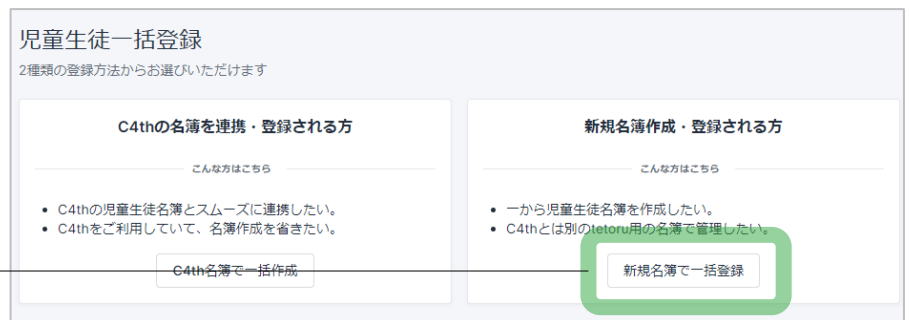 児童生徒一括登録
2種類の登録方法からお選びいただけます
C4thの名簿を連携・登録される方
こんな方はこちら
• C4thの児童生徒名簿とスムーズに連携したい。
• C4thをご利用していて、名簿作成を省きたい。
C4th名簿で一括作成
新規名簿作成・登録される方
こんな方はこちら
• 一から児童生徒名簿を作成したい。
• C4thとは別のtetoru用の名簿で管理したい。
新規名簿で一括登録